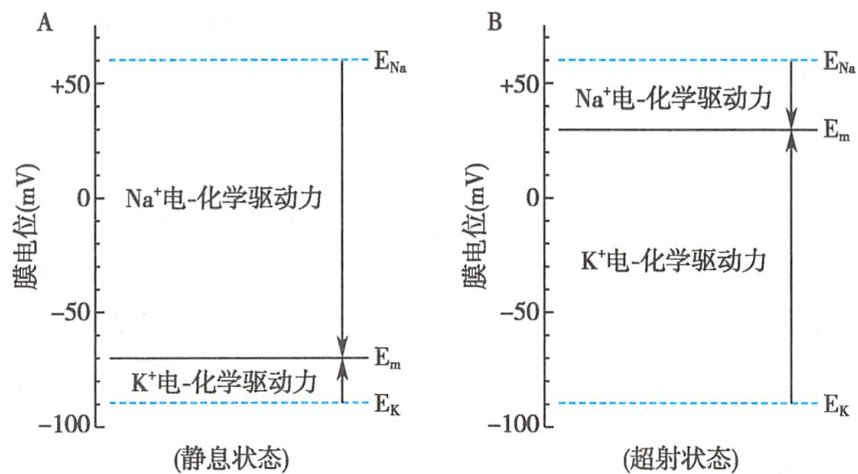 A
E_Na
+50
Na⁺电-化学驱动力
0
膜电位(mV)
−50
E_m
K⁺电-化学驱动力
E_K
−100
(静息状态)
B
E_Na
+50
Na⁺电-化学驱动力
E_m
0
膜电位(mV)
K⁺电-化学驱动力
−50
E_K
−100
(超射状态)